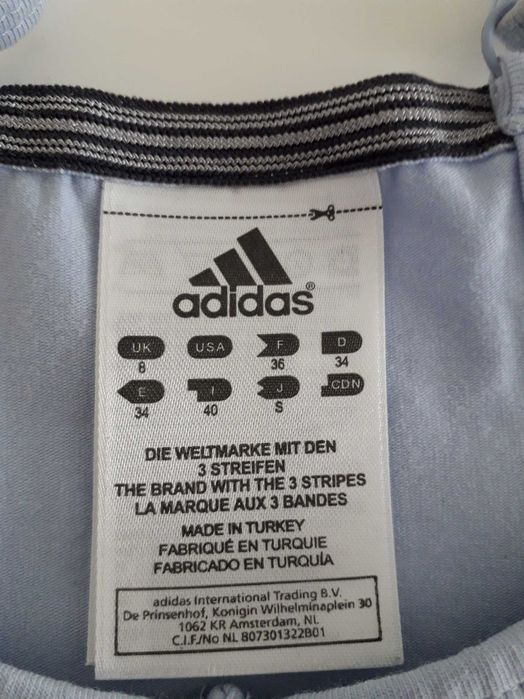 adidas®
UK USA F D
8 36 34
E I J CDN
34 40 S
DIE WELTMARKE MIT DEN
3 STREIFEN
THE BRAND WITH THE 3 STRIPES
LA MARQUE AUX 3 BANDES
MADE IN TURKEY
FABRIQUÉ EN TURQUIE
FABRICADO EN TURQUÍA
adidas International Trading B.V.
De Prinsenhof, Konigin Wilhelminaplein 30
1062 KR Amsterdam, NL
C.I.F./No NL 807301322B01